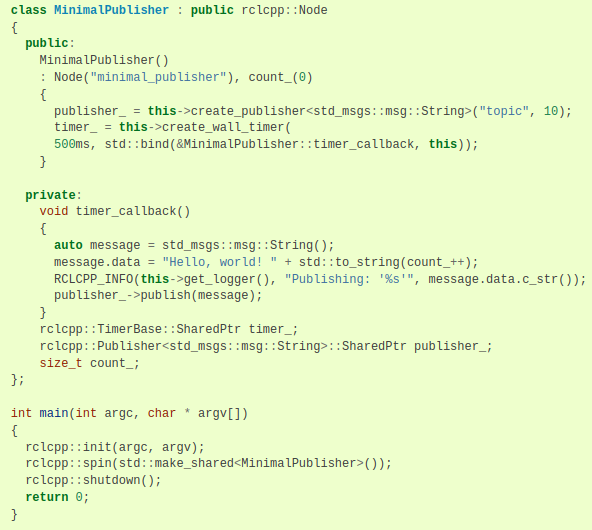 class MinimalPublisher : public rclcpp::Node
{
  public:
    MinimalPublisher()
    : Node("minimal_publisher"), count_(0)
    {
      publisher_ = this->create_publisher<std_msgs::msg::String>("topic", 10);
      timer_ = this->create_wall_timer(
      500ms, std::bind(&MinimalPublisher::timer_callback, this));
    }

  private:
    void timer_callback()
    {
      auto message = std_msgs::msg::String();
      message.data = "Hello, world! " + std::to_string(count_++);
      RCLCPP_INFO(this->get_logger(), "Publishing: '%s'", message.data.c_str());
      publisher_->publish(message);
    }
    rclcpp::TimerBase::SharedPtr timer_;
    rclcpp::Publisher<std_msgs::msg::String>::SharedPtr publisher_;
    size_t count_;
};

int main(int argc, char * argv[])
{
  rclcpp::init(argc, argv);
  rclcpp::spin(std::make_shared<MinimalPublisher>());
  rclcpp::shutdown();
  return 0;
}